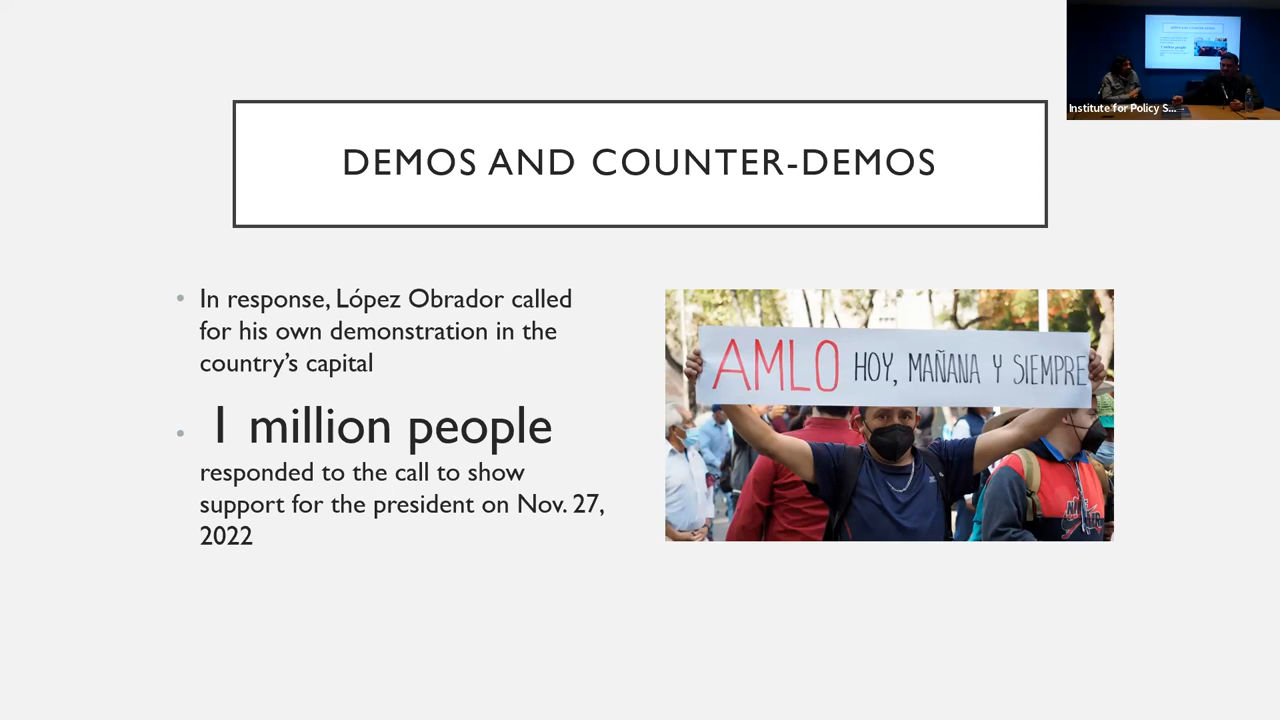 DEMOS AND COUNTER-DEMOS
• In response, López Obrador called
for his own demonstration in the
country’s capital
• 1 million people
responded to the call to show
support for the president on Nov. 27,
2022
AMLO HOY, MAÑANA Y SIEMPRE
Institute for Policy S...